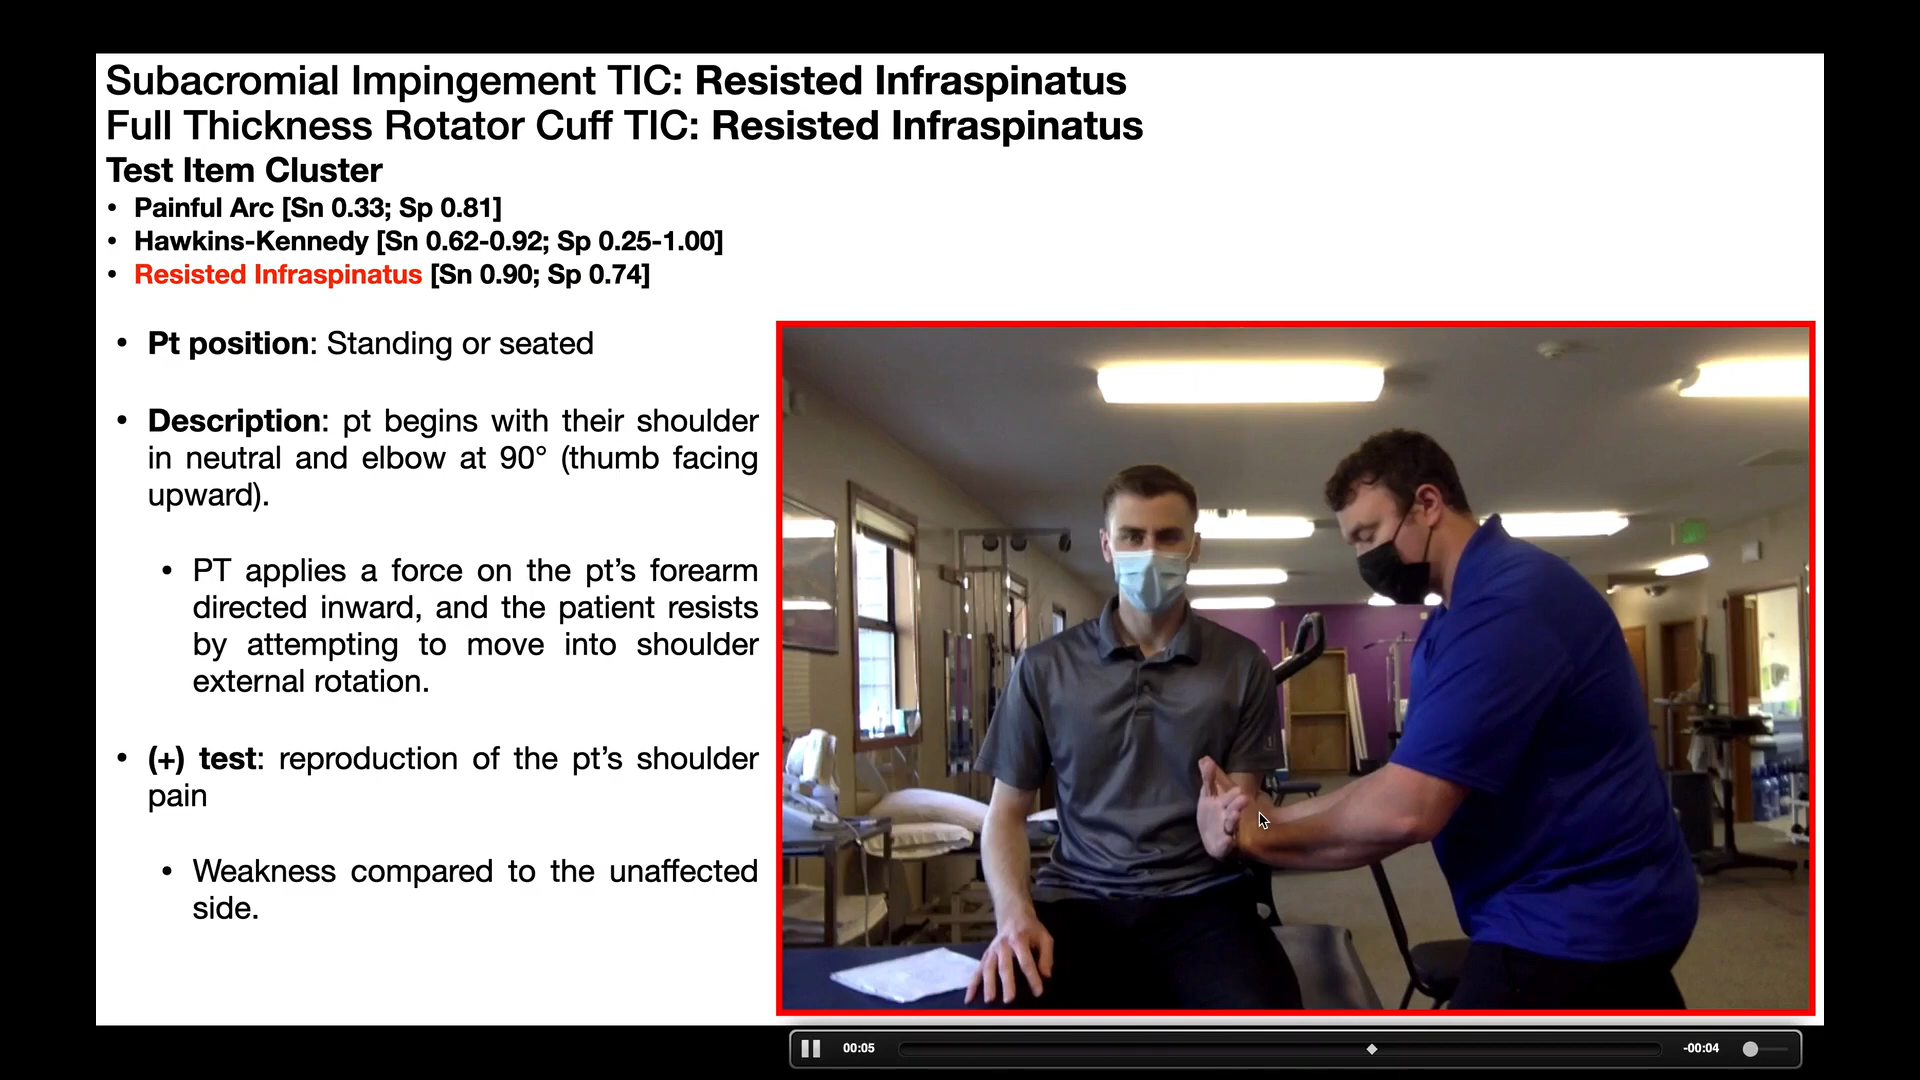 Subacromial Impingement TIC: Resisted Infraspinatus
Full Thickness Rotator Cuff TIC: Resisted Infraspinatus
Test Item Cluster
• Painful Arc [Sn 0.33; Sp 0.81]
• Hawkins-Kennedy [Sn 0.62-0.92; Sp 0.25-1.00]
• Resisted Infraspinatus [Sn 0.90; Sp 0.74]
• Pt position: Standing or seated
• Description: pt begins with their shoulder
in neutral and elbow at 90° (thumb facing
upward).
• PT applies a force on the pt’s forearm
directed inward, and the patient resists
by attempting to move into shoulder
external rotation.
• (+) test: reproduction of the pt’s shoulder
pain
• Weakness compared to the unaffected
side.
00:05
-00:04